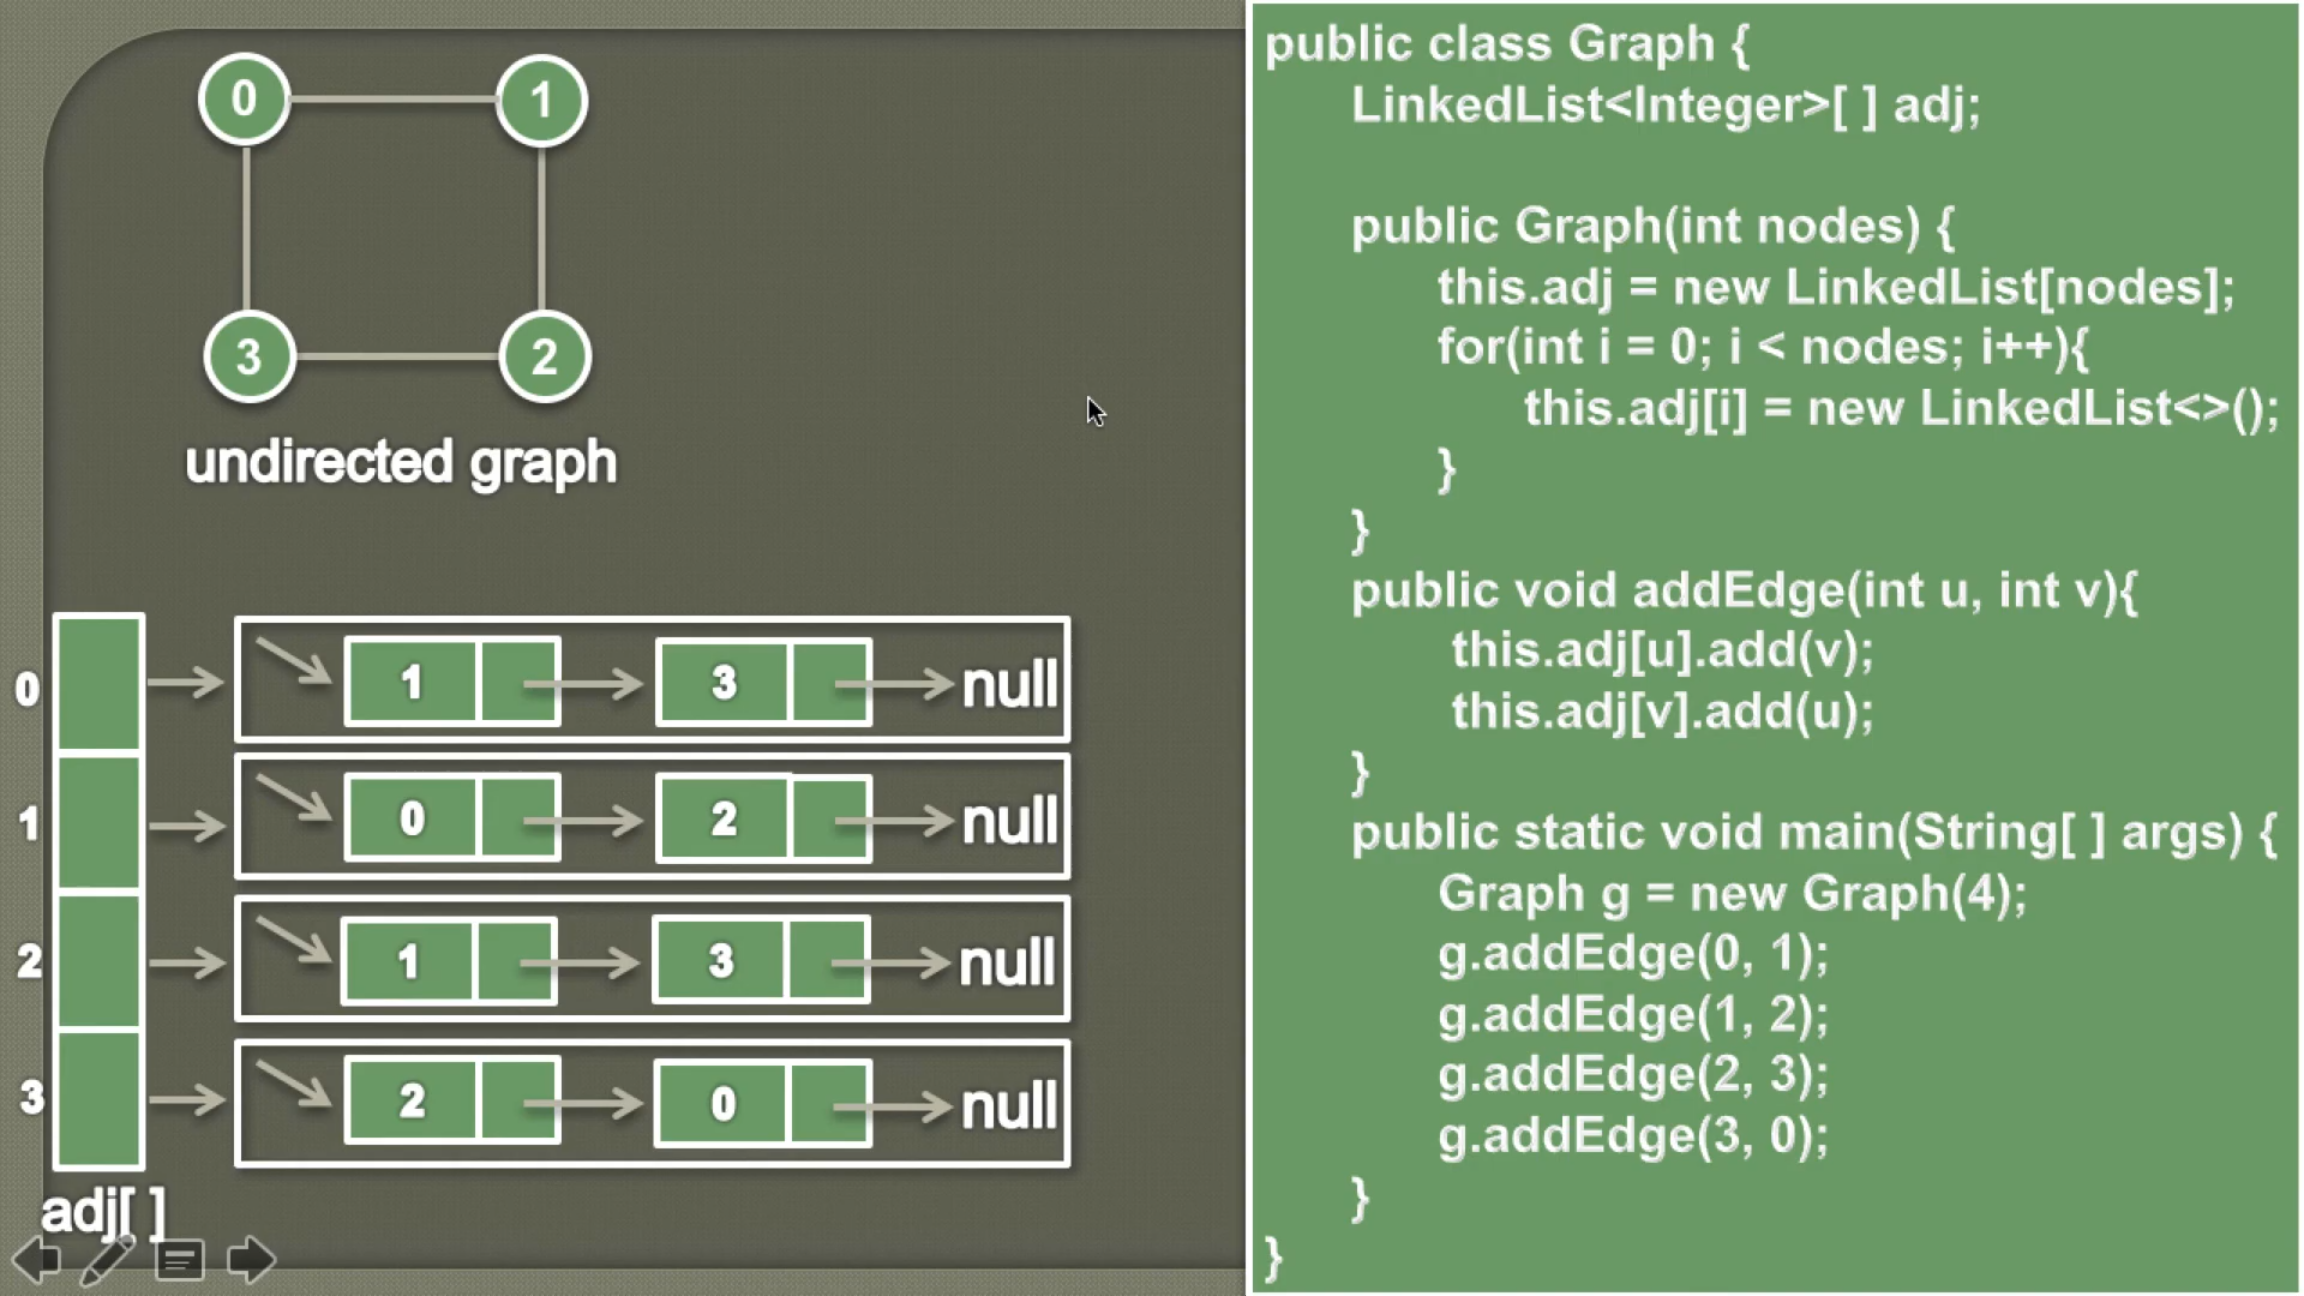 0 1
3 2
undirected graph
0 1 3 null
1 0 2 null
2 1 3 null
3 2 0 null
adj[ ]
public class Graph {
LinkedList<Integer>[ ] adj;
public Graph(int nodes) {
this.adj = new LinkedList[nodes];
for(int i = 0; i < nodes; i++){
this.adj[i] = new LinkedList<>();
}
}
public void addEdge(int u, int v){
this.adj[u].add(v);
this.adj[v].add(u);
}
public static void main(String[ ] args) {
Graph g = new Graph(4);
g.addEdge(0, 1);
g.addEdge(1, 2);
g.addEdge(2, 3);
g.addEdge(3, 0);
}
}